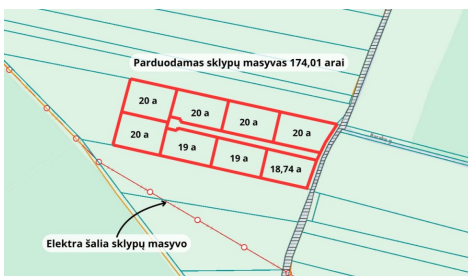 Parduodamas sklypų masyvas 174,01 arai
20 a
20 a
20 a
20 a
20 a
19 a
19 a
18,74 a
Elektra šalia sklypų masyvo